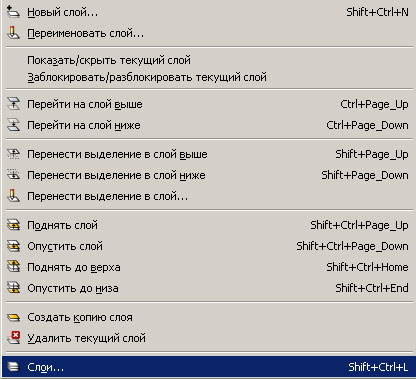 Новый слой... Shift+Ctrl+N
Переименовать слой...
Показать/скрыть текущий слой
Заблокировать/разблокировать текущий слой
Перейти на слой выше Ctrl+Page_Up
Перейти на слой ниже Ctrl+Page_Down
Перенести выделение в слой выше Shift+Page_Up
Перенести выделение в слой ниже Shift+Page_Down
Перенести выделение в слой...
Поднять слой Shift+Ctrl+Page_Up
Опустить слой Shift+Ctrl+Page_Down
Поднять до верха Shift+Ctrl+Home
Опустить до низа Shift+Ctrl+End
Создать копию слоя
Удалить текущий слой
Слои... Shift+Ctrl+L